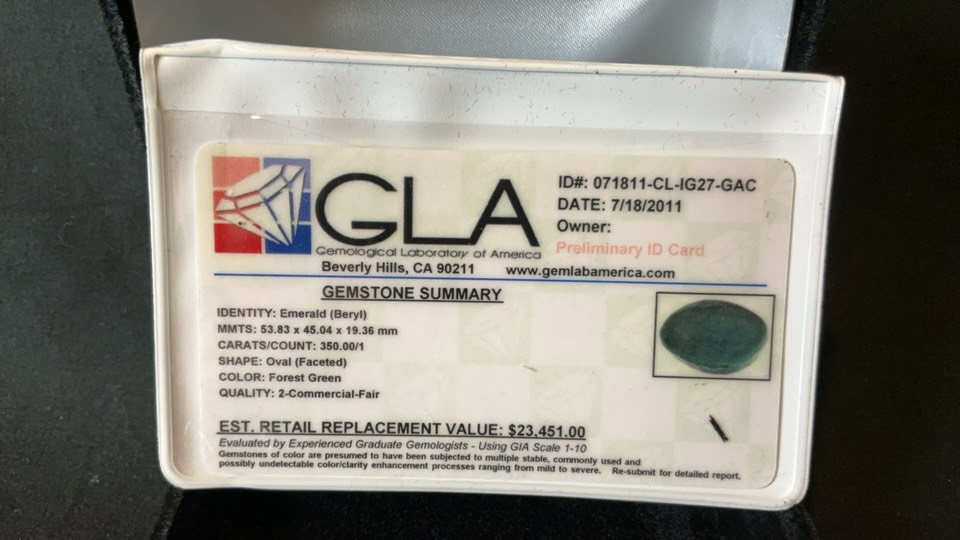 GLA
Gemological Laboratory of America
Beverly Hills, CA 90211 www.gemlabamerica.com
ID#: 071811-CL-IG27-GAC
DATE: 7/18/2011
Owner:
Preliminary ID Card
GEMSTONE SUMMARY
IDENTITY: Emerald (Beryl)
MMTS: 53.83 x 45.04 x 19.36 mm
CARATS/COUNT: 350.00/1
SHAPE: Oval (Faceted)
COLOR: Forest Green
QUALITY: 2-Commercial-Fair
EST. RETAIL REPLACEMENT VALUE: $23,451.00
Evaluated by Experienced Graduate Gemologists - Using GIA Scale 1-10
Gemstones of color are presumed to have been subjected to multiple stable, commonly used and
possibly undetectable color/clarity enhancement processes ranging from mild to severe. Re-submit for detailed report.